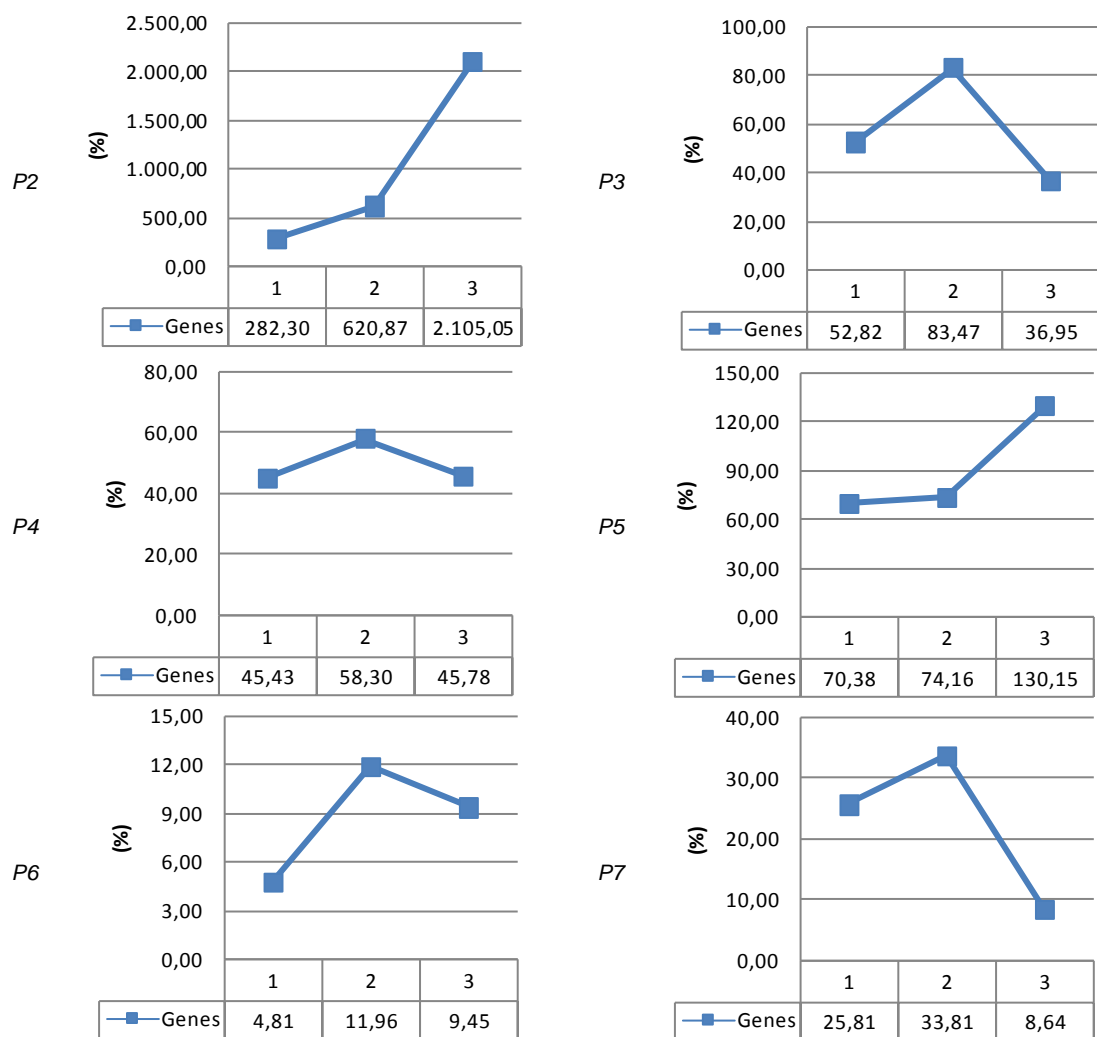 P2
(%)
2.500,00
2.000,00
1.500,00
1.000,00
500,00
0,00
1 2 3
Genes 282,30 620,87 2.105,05
P3
(%)
100,00
80,00
60,00
40,00
20,00
0,00
1 2 3
Genes 52,82 83,47 36,95
P4
(%)
80,00
60,00
40,00
20,00
0,00
1 2 3
Genes 45,43 58,30 45,78
P5
(%)
150,00
120,00
90,00
60,00
30,00
0,00
1 2 3
Genes 70,38 74,16 130,15
P6
(%)
15,00
12,00
9,00
6,00
3,00
0,00
1 2 3
Genes 4,81 11,96 9,45
P7
(%)
40,00
30,00
20,00
10,00
0,00
1 2 3
Genes 25,81 33,81 8,64